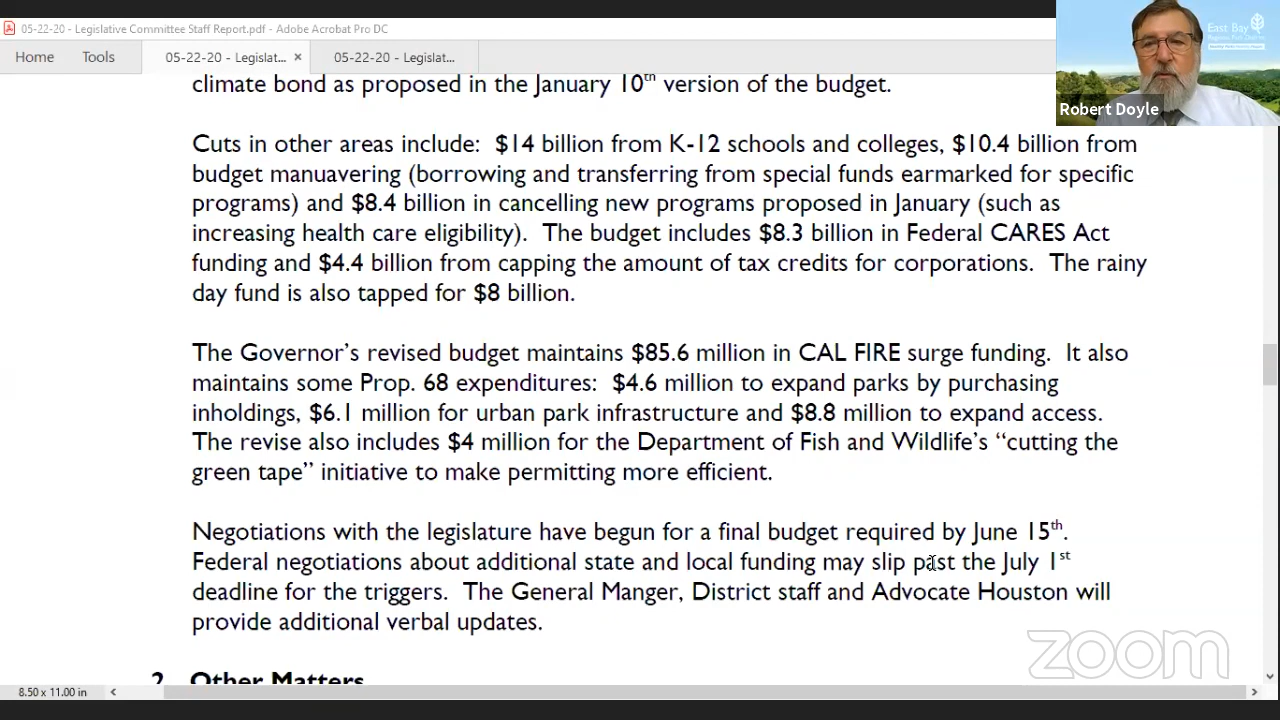 05-22-20 - Legislative Committee Staff Report.pdf - Adobe Acrobat Pro DC
Home Tools 05-22-20 - Legislat... × 05-22-20 - Legislat...
East Bay
Regional Park District
Robert Doyle
climate bond as proposed in the January 10th version of the budget.
Cuts in other areas include: $14 billion from K-12 schools and colleges, $10.4 billion from
budget manuavering (borrowing and transferring from special funds earmarked for specific
programs) and $8.4 billion in cancelling new programs proposed in January (such as
increasing health care eligibility). The budget includes $8.3 billion in Federal CARES Act
funding and $4.4 billion from capping the amount of tax credits for corporations. The rainy
day fund is also tapped for $8 billion.
The Governor’s revised budget maintains $85.6 million in CAL FIRE surge funding. It also
maintains some Prop. 68 expenditures: $4.6 million to expand parks by purchasing
inholdings, $6.1 million for urban park infrastructure and $8.8 million to expand access.
The revise also includes $4 million for the Department of Fish and Wildlife’s “cutting the
green tape” initiative to make permitting more efficient.
Negotiations with the legislature have begun for a final budget required by June 15th.
Federal negotiations about additional state and local funding may slip past the July 1st
deadline for the triggers. The General Manger, District staff and Advocate Houston will
provide additional verbal updates.
zoom
2. Other Matters
8.50 x 11.00 in